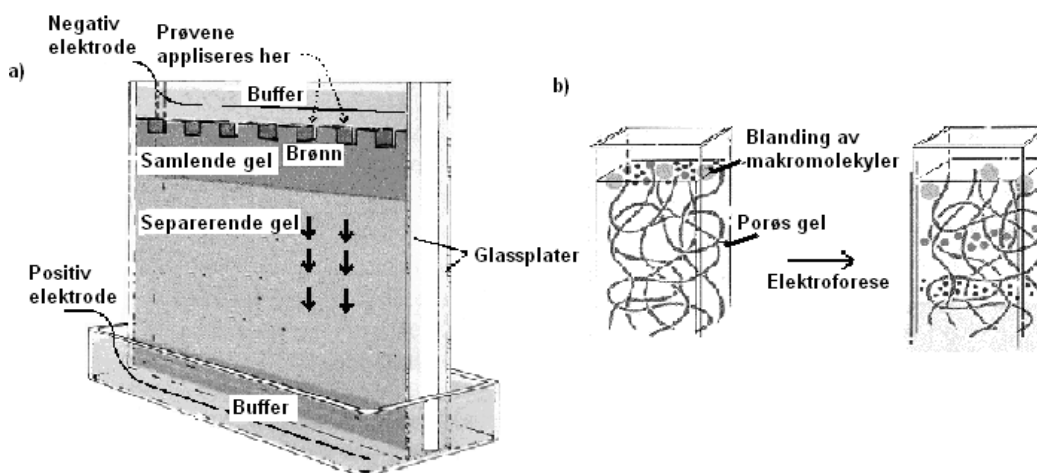 a)
Negativ
elektrode
Prøvene
appliseres her
Buffer
Brønn
Samlende gel
Separerende gel
Positiv
elektrode
Buffer
Glassplater
b)
Blanding av
makromolekyler
Porøs gel
Elektroforese